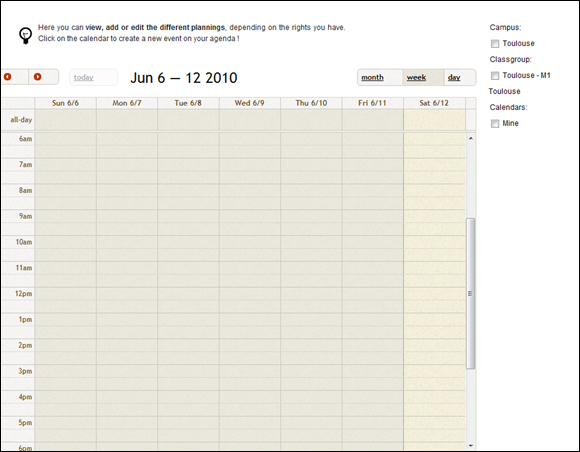 Here you can view, add or edit the different plannings, depending on the rights you have.
Click on the calendar to create a new event on your agenda !
today
Jun 6 — 12 2010
month week day
Sun 6/6 Mon 6/7 Tue 6/8 Wed 6/9 Thu 6/10 Fri 6/11 Sat 6/12
all-day
6am
7am
8am
9am
10am
11am
12pm
1pm
2pm
3pm
4pm
5pm
6pm
Campus:
Toulouse
Classgroup:
Toulouse - M1
Toulouse
Calendars:
Mine